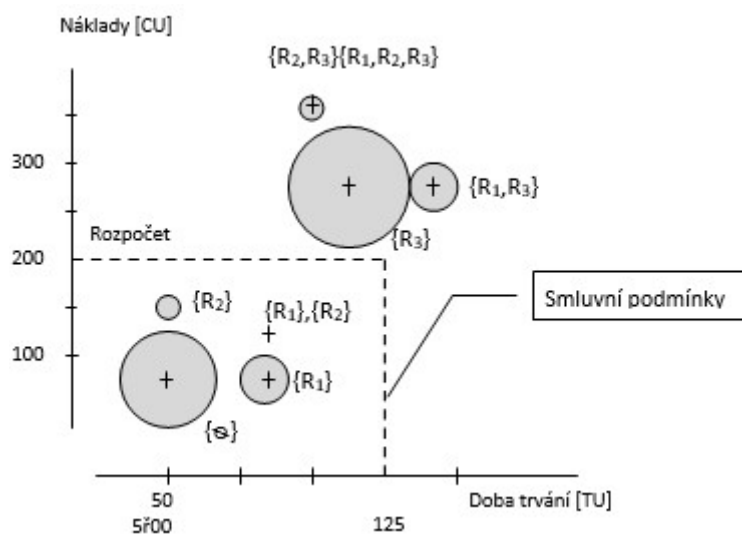 Náklady [CU]
{R₂,R₃}{R₁,R₂,R₃}
300
{R₁,R₃}
{R₃}
Rozpočet
200
Smluvní podmínky
{R₂}
{R₁},{R₂}
100
{R₁}
{ⱺ}
50
Doba trvání [TU]
5ř00
125